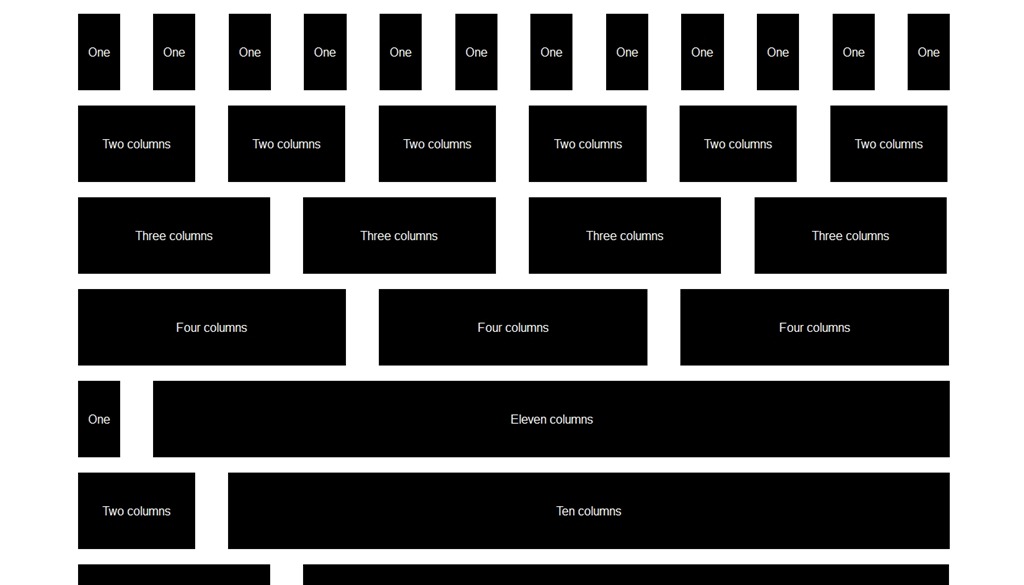 One One One One One One One One One One One One
Two columns Two columns Two columns Two columns Two columns Two columns
Three columns Three columns Three columns Three columns
Four columns Four columns Four columns
One Eleven columns
Two columns Ten columns